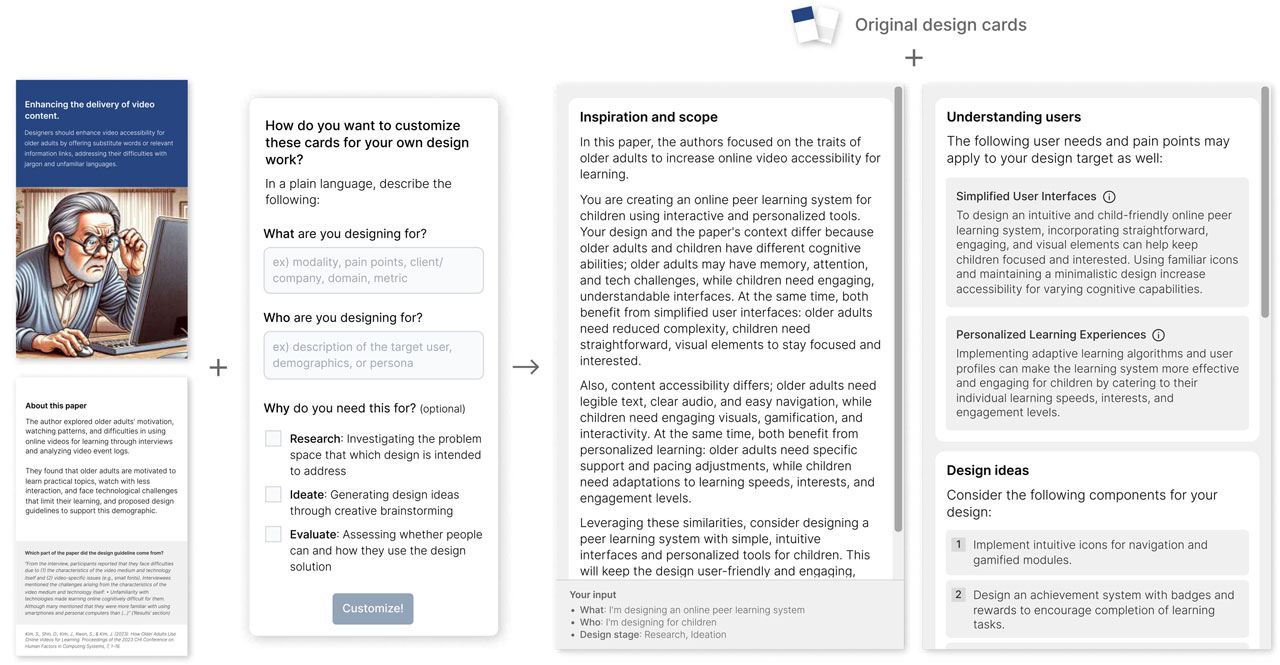 Original design cards
+
Enhancing the delivery of video
content.
Designers should enhance video accessibility for
older adults by offering substitute words or relevant
information links, addressing their difficulties with
jargon and unfamiliar languages.
About this paper
The author explored older adults' motivation,
watching patterns, and difficulties in using
online videos for learning through interviews
and analyzing video event logs.
They found that older adults are motivated to
learn practical topics, watch with less
interaction, and face technological challenges
that limit their learning, and proposed design
guidelines to support this demographic.
Which part of the paper did the design guideline come from?
"From the interview, participants reported that they face difficulties
due to (1) the characteristics of the video medium and technology
itself and (2) video-specific issues (e.g., small fonts). Interviewees
mentioned the challenges arising from the characteristics of the
video medium and technology itself: • Unfamiliarity with
technologies made learning online cognitively difficult for them.
Although many mentioned that they were more familiar with using
smartphones and personal computers than (...)" ('Results' section)
Kim, S., Shin, D., Kim, J., Kwon, S., & Kim, J. (2023). How Older Adults Use
Online Videos for Learning. Proceedings of the 2023 CHI Conference on
Human Factors in Computing Systems, 7, 1–16.
+
How do you want to customize
these cards for your own design
work?
In a plain language, describe the
following:
What are you designing for?
ex) modality, pain points, client/
company, domain, metric
Who are you designing for?
ex) description of the target user,
demographics, or persona
Why do you need this for? (optional)
Research: Investigating the problem
space that which design is intended
to address
Ideate: Generating design ideas
through creative brainstorming
Evaluate: Assessing whether people
can and how they use the design
solution
Customize!
→
Inspiration and scope
In this paper, the authors focused on the traits of
older adults to increase online video accessibility for
learning.
You are creating an online peer learning system for
children using interactive and personalized tools.
Your design and the paper's context differ because
older adults and children have different cognitive
abilities; older adults may have memory, attention,
and tech challenges, while children need engaging,
understandable interfaces. At the same time, both
benefit from simplified user interfaces: older adults
need reduced complexity, children need
straightforward, visual elements to stay focused and
interested.
Also, content accessibility differs; older adults need
legible text, clear audio, and easy navigation, while
children need engaging visuals, gamification, and
interactivity. At the same time, both benefit from
personalized learning: older adults need specific
support and pacing adjustments, while children
need adaptations to learning speeds, interests, and
engagement levels.
Leveraging these similarities, consider designing a
peer learning system with simple, intuitive
interfaces and personalized tools for children. This
will keep the design user-friendly and engaging,
Your input
• What: I'm designing an online peer learning system
• Who: I'm designing for children
• Design stage: Research, Ideation
Understanding users
The following user needs and pain points may
apply to your design target as well:
Simplified User Interfaces
To design an intuitive and child-friendly online peer
learning system, incorporating straightforward,
engaging, and visual elements can help keep
children focused and interested. Using familiar icons
and maintaining a minimalistic design increase
accessibility for varying cognitive capabilities.
Personalized Learning Experiences
Implementing adaptive learning algorithms and user
profiles can make the learning system more effective
and engaging for children by catering to their
individual learning speeds, interests, and
engagement levels.
Design ideas
Consider the following components for your
design:
1 Implement intuitive icons for navigation and
gamified modules.
2 Design an achievement system with badges and
rewards to encourage completion of learning
tasks.